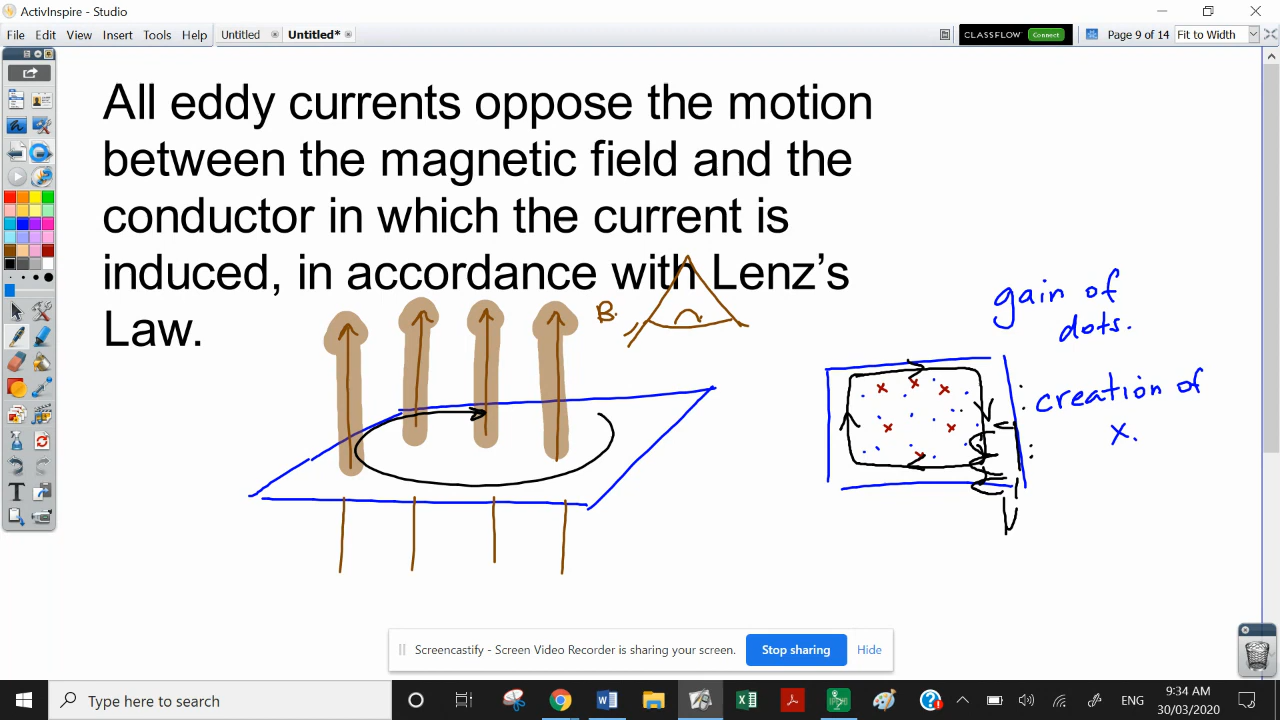 ActivInspire - Studio
File Edit View Insert Tools Help
Untitled
Untitled*
CLASSFLOW Connect
Page 9 of 14
Fit to Width
All eddy currents oppose the motion
between the magnetic field and the
conductor in which the current is
induced, in accordance with Lenz’s
Law.
B.
gain of
dots.
creation of
x.
Screencastify - Screen Video Recorder is sharing your screen.
Stop sharing
Hide
Type here to search
ENG
9:34 AM
30/03/2020